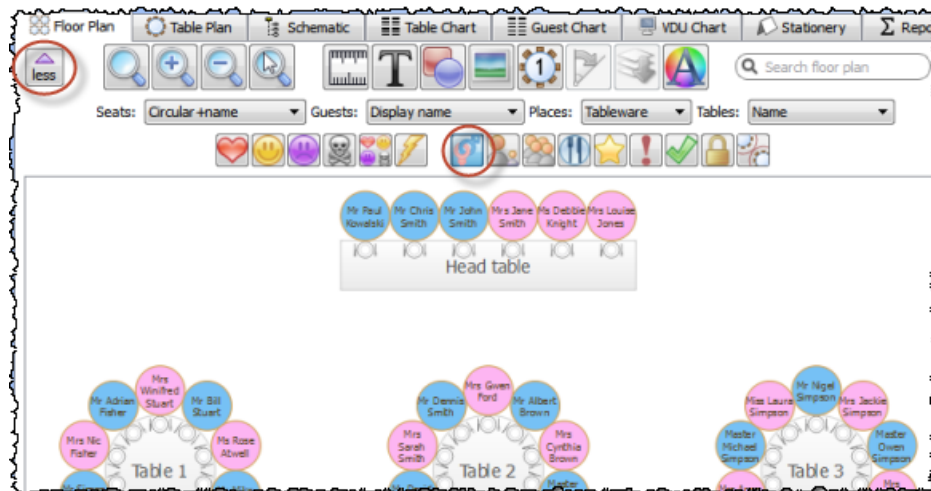 Floor Plan Table Plan Schematic Table Chart Guest Chart VDU Chart Stationery Σ Repo
less T 1 A Search floor plan
Seats: Circular +name Guests: Display name Places: Tableware Tables: Name
Mr Paul Mr Chris Mr John Mrs Jane Ms Debbie Mrs Louise
Kowalski Smith Smith Smith Knight Jones
Head table
Mrs
Winifred
Stuart
Mr Adrian
Fisher
Mr Bill
Stuart
Mrs Nic
Fisher
Ms Rose
Atwell
Table 1
Mrs Gwen
Ford
Mr Dennis
Smith
Mr Albert
Brown
Mrs
Sarah
Smith
Mrs
Cynthia
Brown
Table 2
Master
Mr Nigel
Simpson
Miss Laura
Simpson
Mrs Jackie
Simpson
Master
Michael
Simpson
Master
Owen
Simpson
Table 3
Mrs